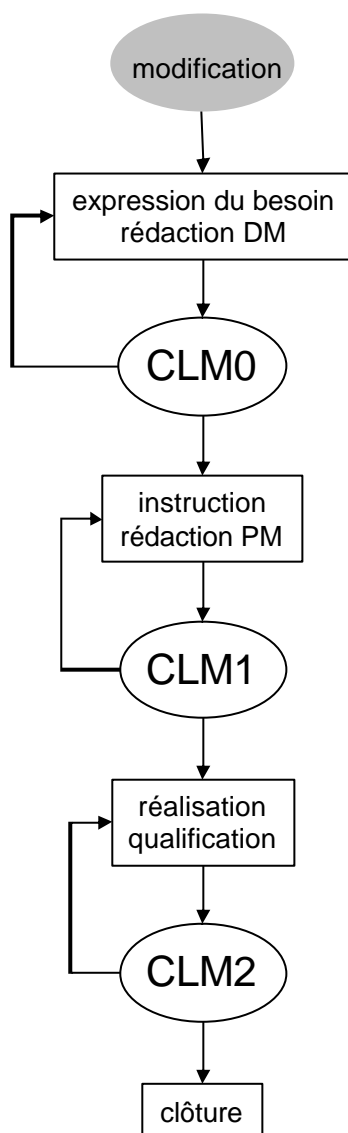 modification
expression du besoin
rédaction DM
CLM0
instruction
rédaction PM
CLM1
réalisation
qualification
CLM2
clôture